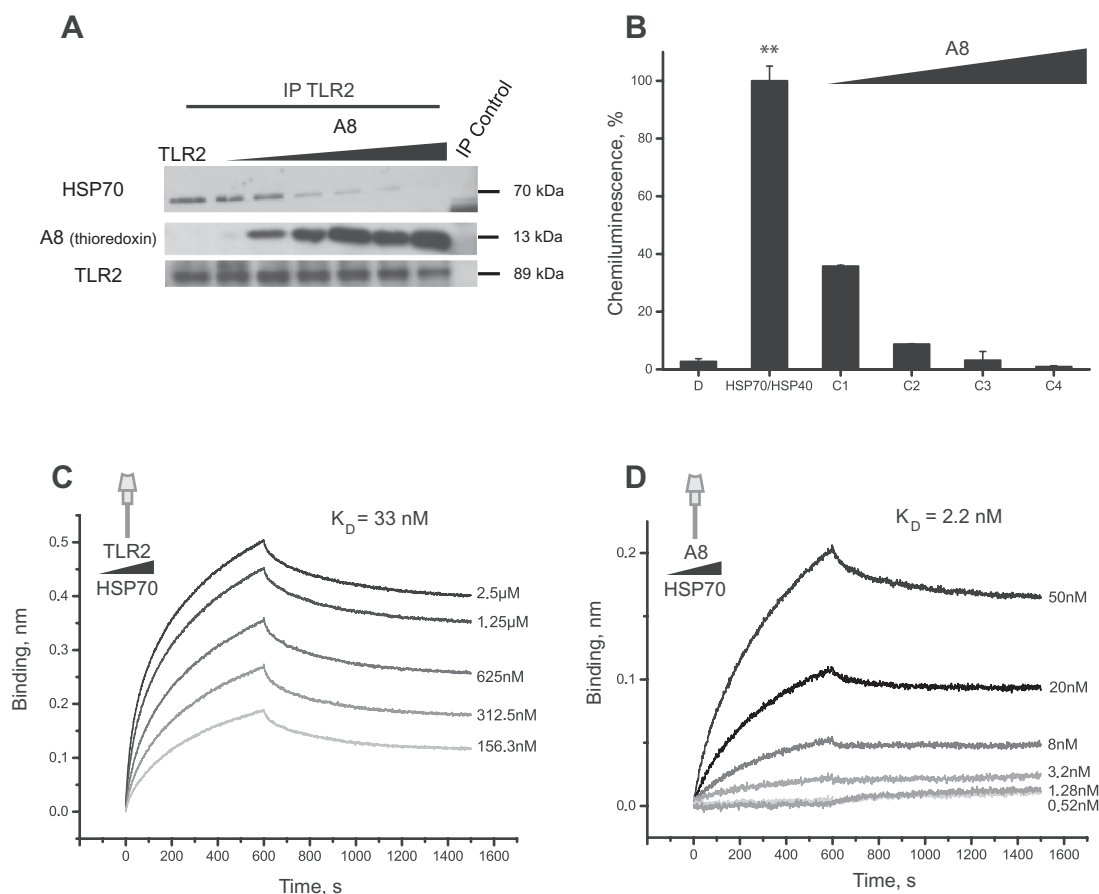 A
IP TLR2
A8
TLR2
IP Control
HSP70
70 kDa
A8 (thioredoxin)
13 kDa
TLR2
89 kDa
B
**
A8
Chemiluminescence, %
100
80
60
40
20
0
D
HSP70/HSP40
C1
C2
C3
C4
C
TLR2
HSP70
KD = 33 nM
Binding, nm
0.5
0.4
0.3
0.2
0.1
0.0
2.5µM
1.25µM
625nM
312.5nM
156.3nM
0 200 400 600 800 1000 1200 1400 1600
Time, s
D
A8
HSP70
KD = 2.2 nM
Binding, nm
0.2
0.1
0.0
50nM
20nM
8nM
3.2nM
1.28nM
0.52nM
0 200 400 600 800 1000 1200 1400 1600
Time, s